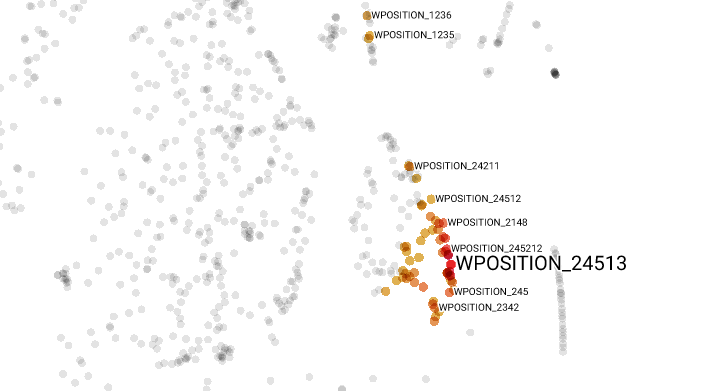 WPOSITION_1236
WPOSITION_1235
WPOSITION_24211
WPOSITION_24512
WPOSITION_2148
WPOSITION_245212
WPOSITION_24513
WPOSITION_245
WPOSITION_2342